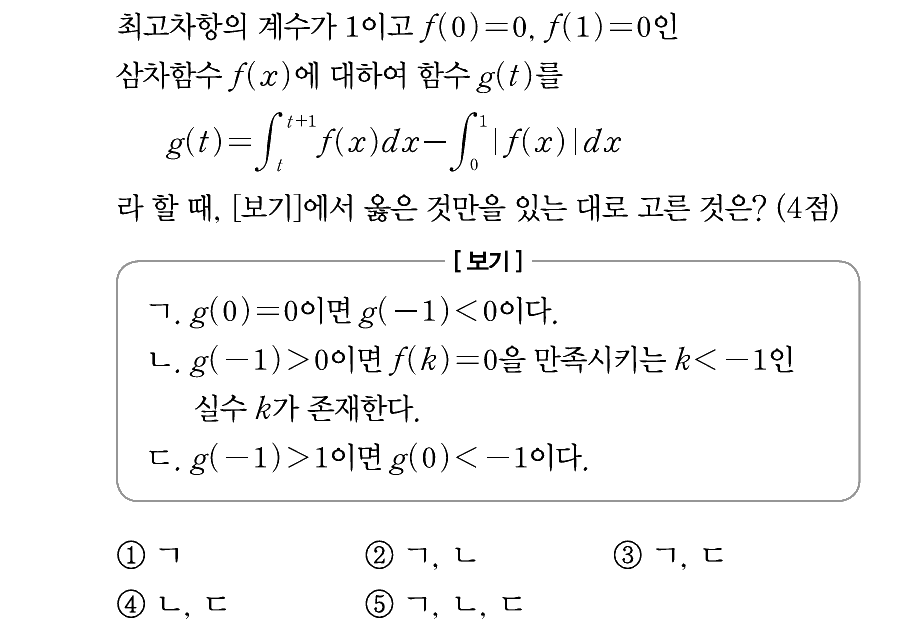 최고차항의 계수가 1이고 f(0)=0, f(1)=0인
삼차함수 f(x)에 대하여 함수 g(t)를
g(t)=∫_t^{t+1} f(x)dx-∫_0^1 |f(x)|dx
라 할 때, [보기]에서 옳은 것만을 있는 대로 고른 것은? (4점)
[보기]
ㄱ. g(0)=0이면 g(-1)<0이다.
ㄴ. g(-1)>0이면 f(k)=0을 만족시키는 k<-1인
실수 k가 존재한다.
ㄷ. g(-1)>1이면 g(0)<-1이다.
① ㄱ ② ㄱ, ㄴ ③ ㄱ, ㄷ
④ ㄴ, ㄷ ⑤ ㄱ, ㄴ, ㄷ